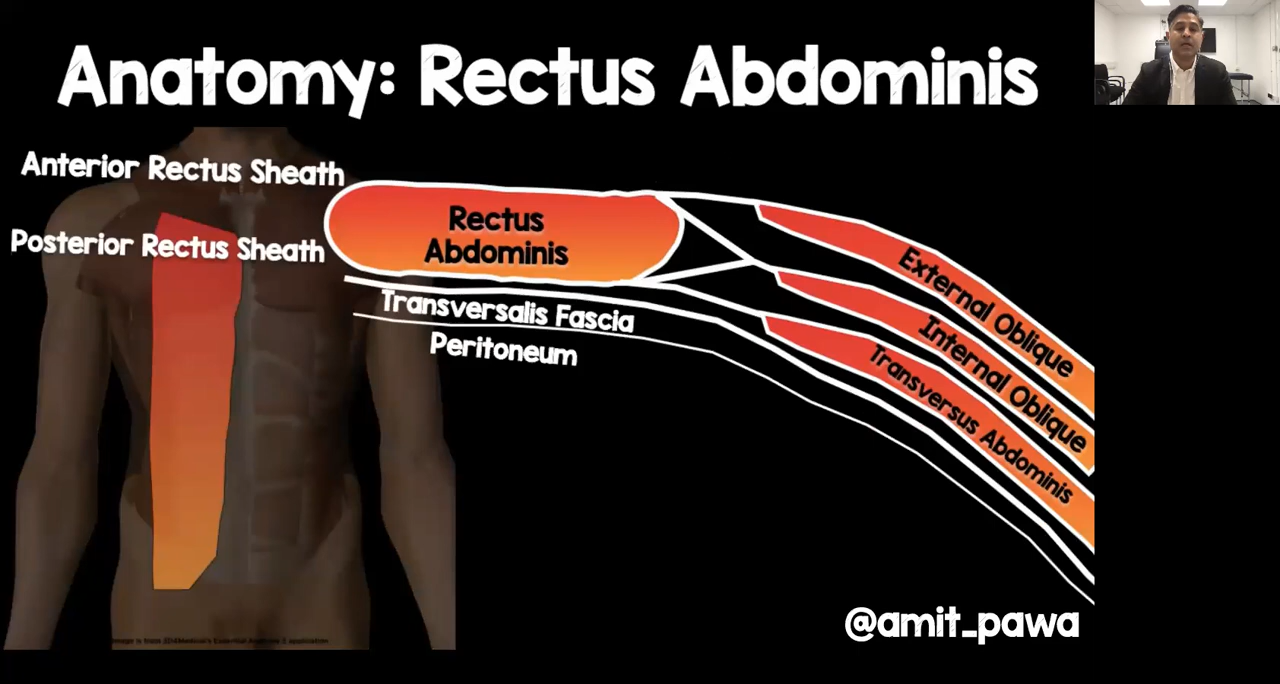 Anatomy: Rectus Abdominis
Anterior Rectus Sheath
Posterior Rectus Sheath
Rectus
Abdominis
Transversalis Fascia
Peritoneum
External Oblique
Internal Oblique
Transversus Abdominis
@amit_pawa